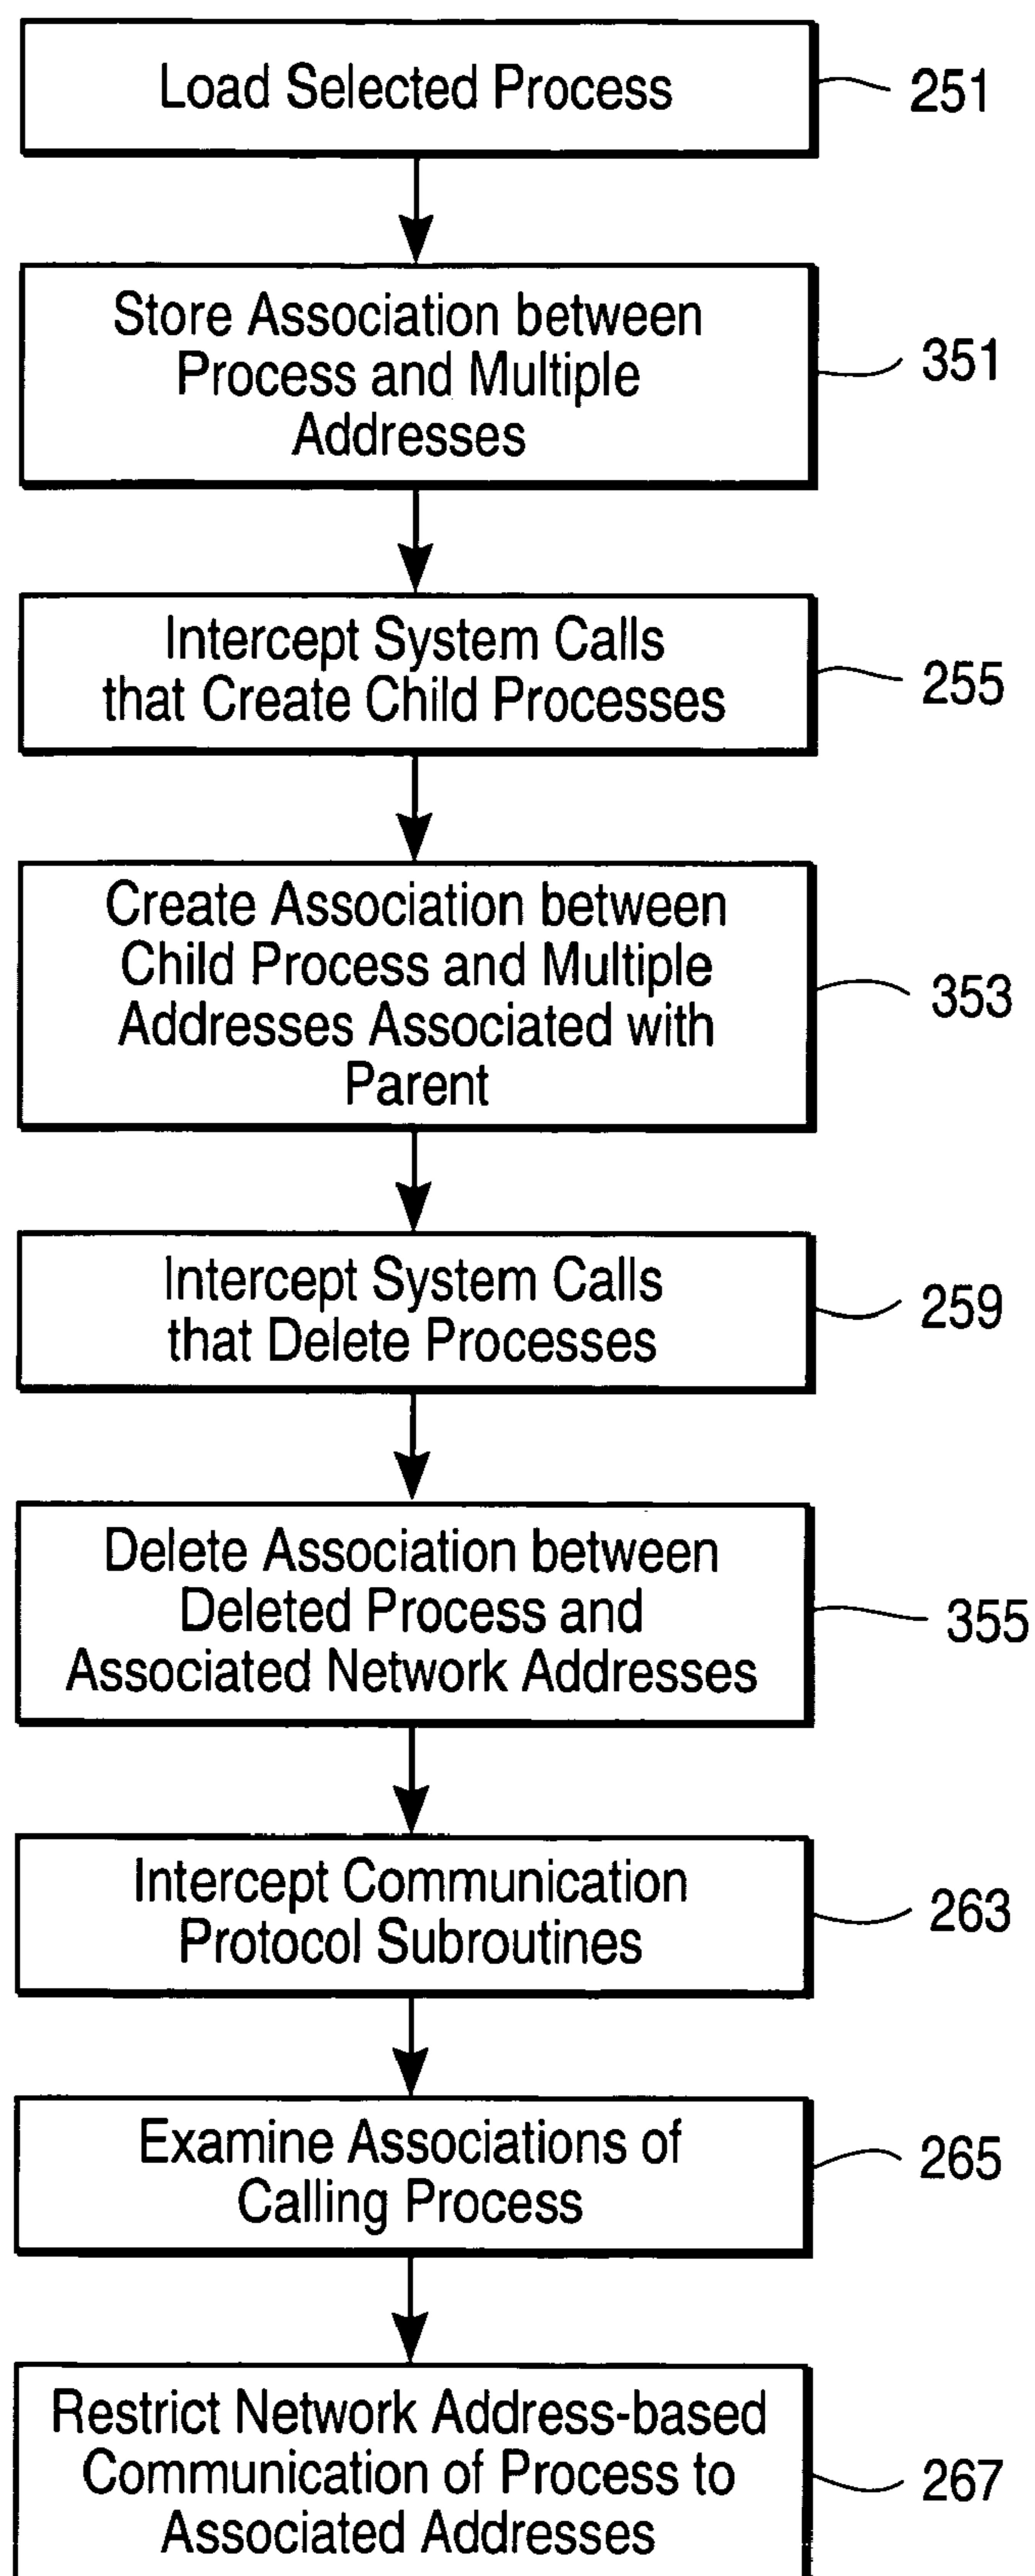 Load Selected Process
251
Store Association between
Process and Multiple
Addresses
351
Intercept System Calls
that Create Child Processes
255
Create Association between
Child Process and Multiple
Addresses Associated with
Parent
353
Intercept System Calls
that Delete Processes
259
Delete Association between
Deleted Process and
Associated Network Addresses
355
Intercept Communication
Protocol Subroutines
263
Examine Associations of
Calling Process
265
Restrict Network Address-based
Communication of Process to
Associated Addresses
267